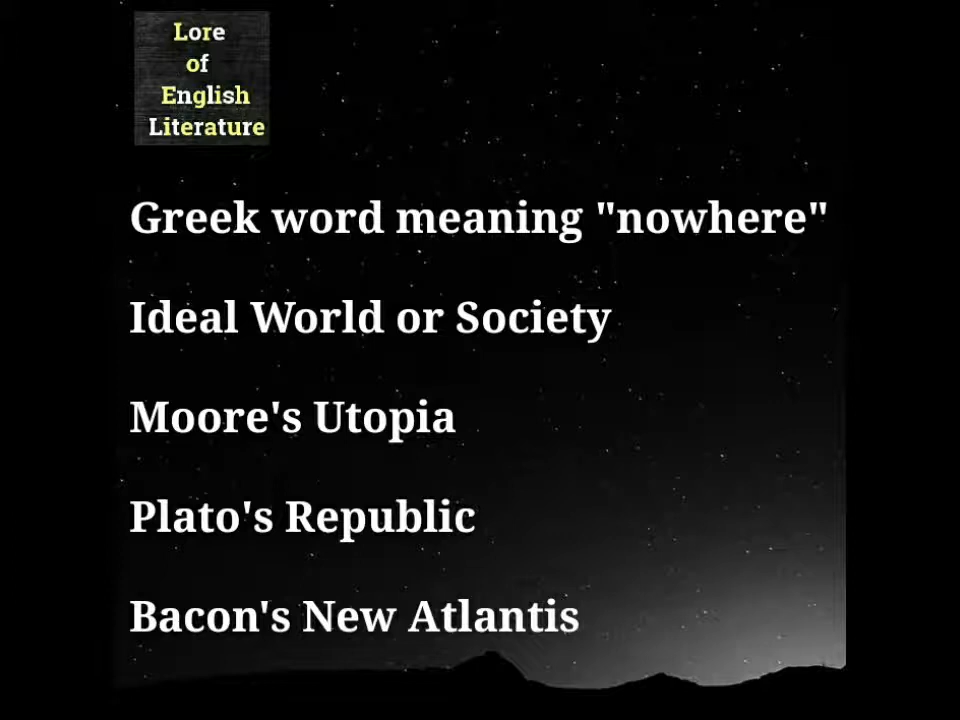 Lore
of
English
Literature
Greek word meaning "nowhere"
Ideal World or Society
Moore's Utopia
Plato's Republic
Bacon's New Atlantis